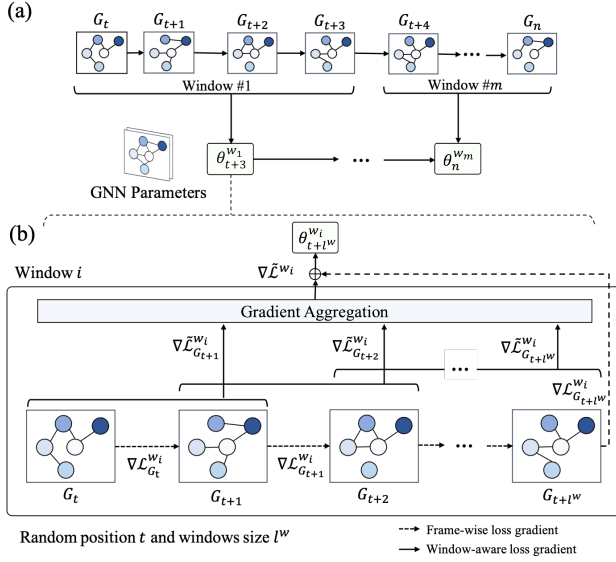 (a)
G_t G_{t+1} G_{t+2} G_{t+3} G_{t+4} G_n
...
Window #1 Window #m
θ^{w_1}_{t+3} ... θ^{w_m}_n
GNN Parameters
(b)
θ^{w_i}_{t+l^w}
∇L̃^{w_i}
Window i
Gradient Aggregation
∇L̃^{w_i}_{G_{t+1}} ∇L̃^{w_i}_{G_{t+2}} ∇L̃^{w_i}_{G_{t+l^w}}
...
∇L^{w_i}_{G_{t+l^w}}
...
∇L^{w_i}_{G_t} ∇L^{w_i}_{G_{t+1}}
G_t G_{t+1} G_{t+2} G_{t+l^w}
Random position t and windows size l^w
Frame-wise loss gradient
Window-aware loss gradient